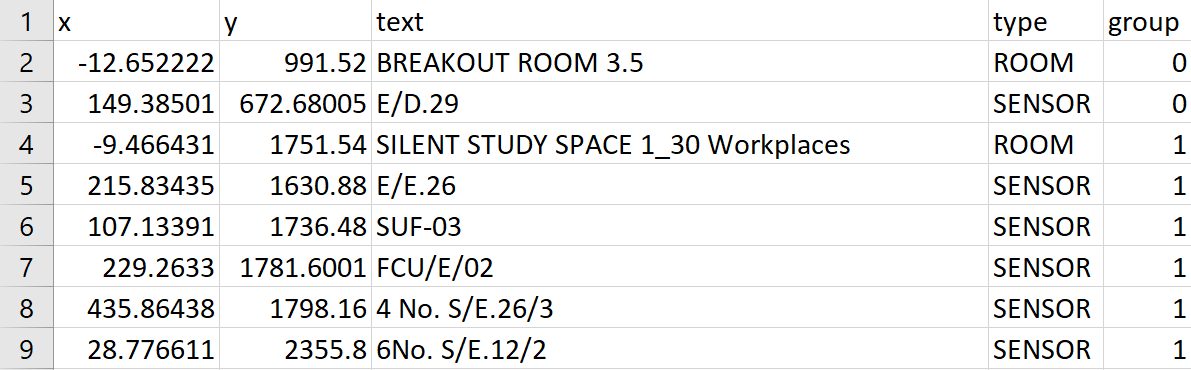 1 x y text type group
2 -12.652222 991.52 BREAKOUT ROOM 3.5 ROOM 0
3 149.38501 672.68005 E/D.29 SENSOR 0
4 -9.466431 1751.54 SILENT STUDY SPACE 1_30 Workplaces ROOM 1
5 215.83435 1630.88 E/E.26 SENSOR 1
6 107.13391 1736.48 SUF-03 SENSOR 1
7 229.2633 1781.6001 FCU/E/02 SENSOR 1
8 435.86438 1798.16 4 No. S/E.26/3 SENSOR 1
9 28.776611 2355.8 6No. S/E.12/2 SENSOR 1